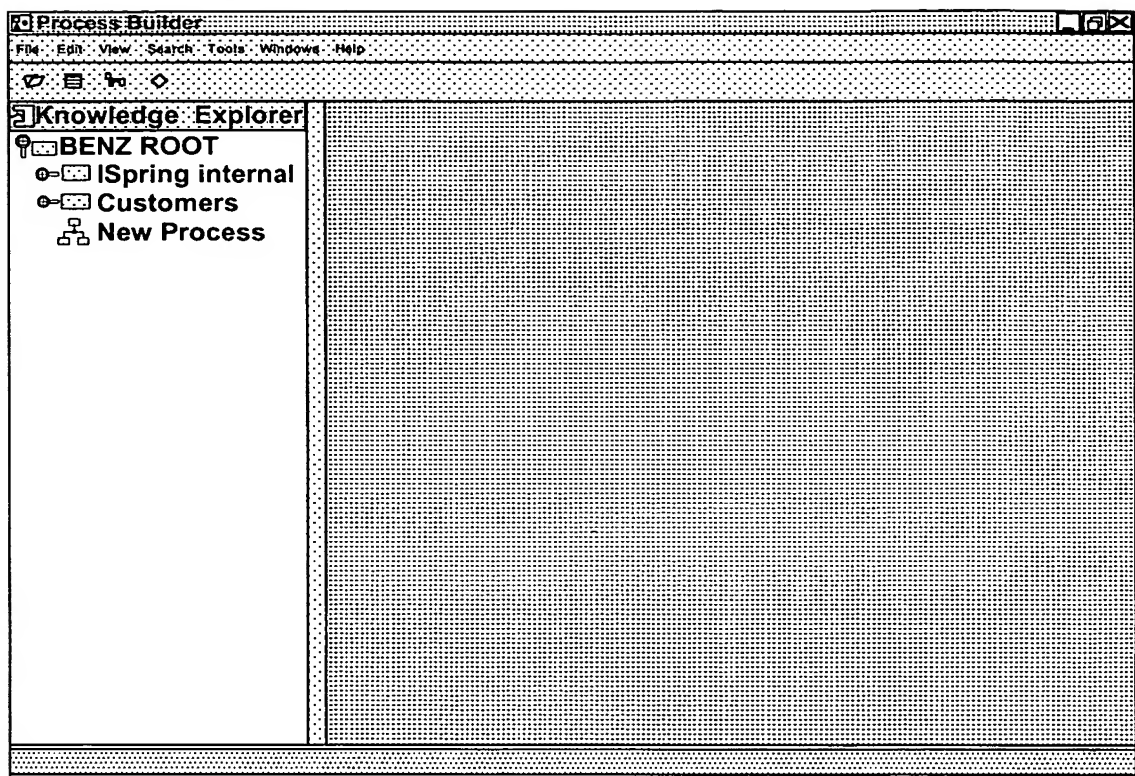 Process Builder
File Edit View Search Tools Windows Help
Knowledge Explorer
BENZ ROOT
ISpring internal
Customers
New Process